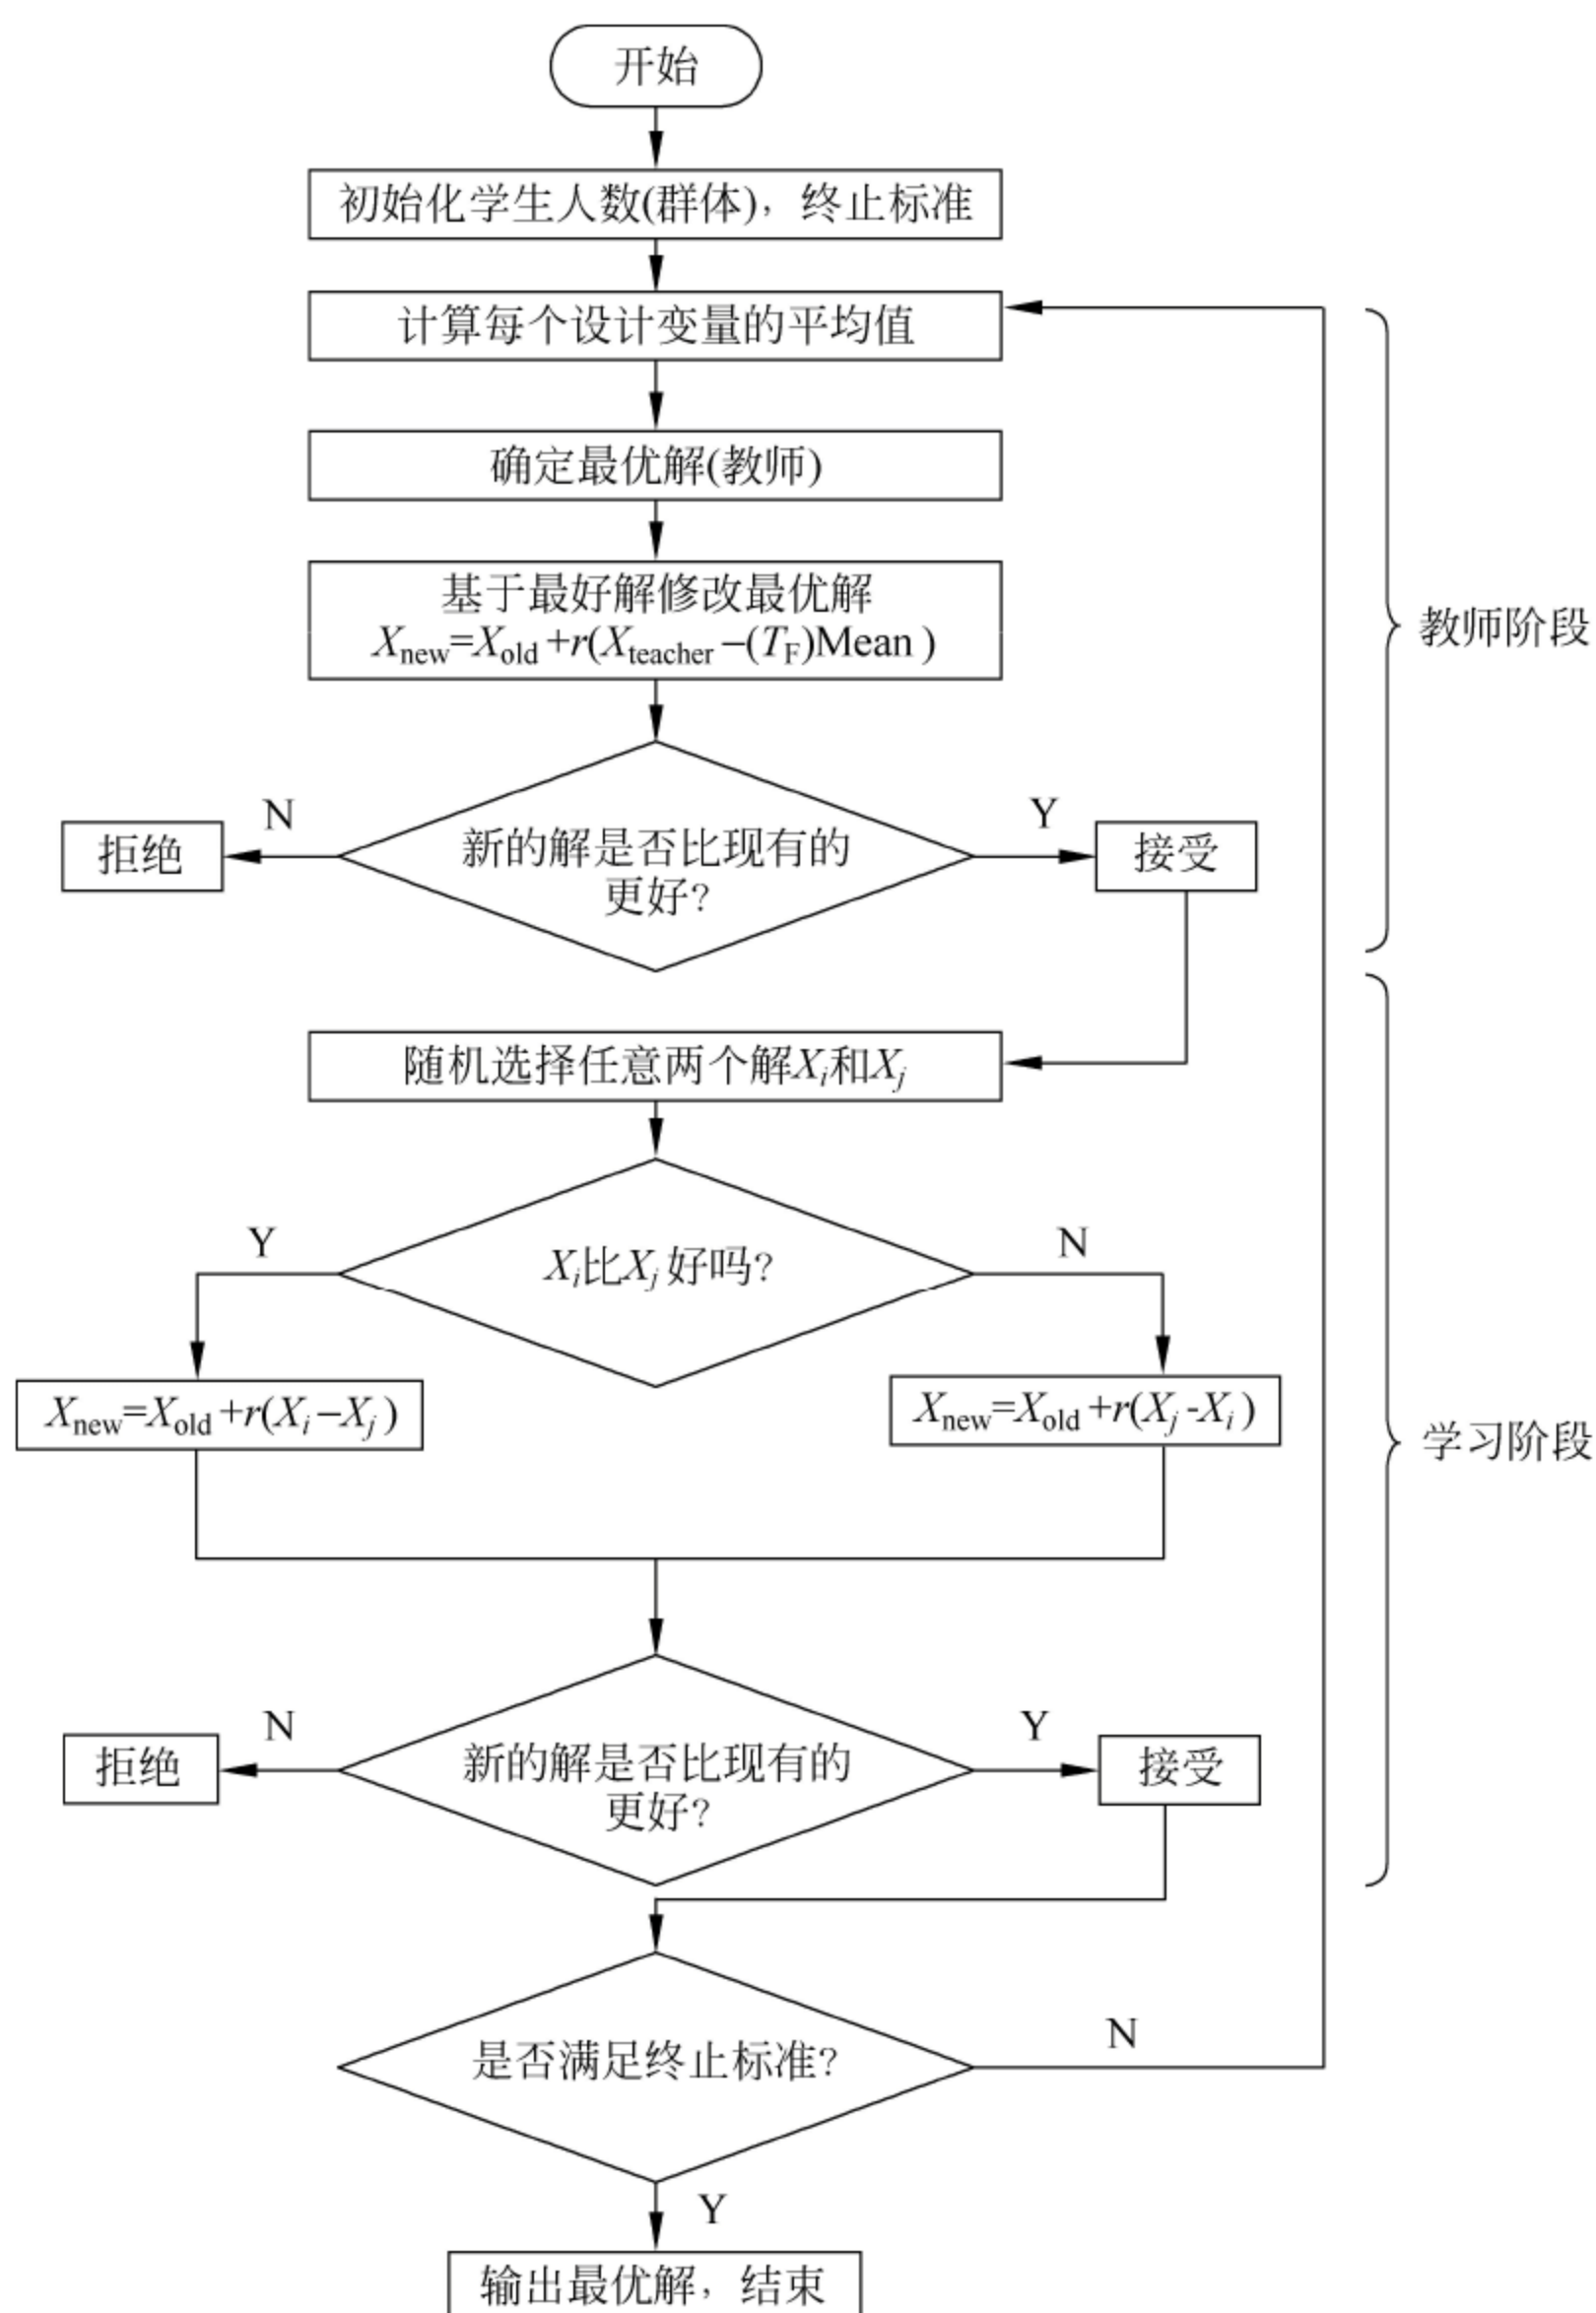 开始
初始化学生人数(群体)，终止标准
计算每个设计变量的平均值
确定最优解(教师)
基于最好解修改最优解
Xnew=Xold+r(Xteacher–(TF)Mean)
教师阶段
N
Y
拒绝
新的解是否比现有的
更好?
接受
随机选择任意两个解Xi和Xj
Y
N
Xi比Xj好吗?
Xnew=Xold+r(Xi–Xj)
Xnew=Xold+r(Xj-Xi)
学习阶段
N
Y
拒绝
新的解是否比现有的
更好?
接受
是否满足终止标准?
N
Y
输出最优解，结束